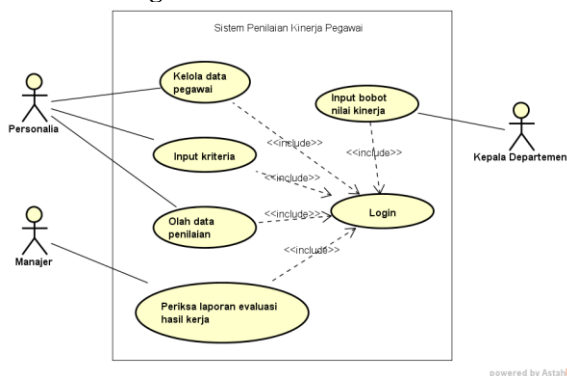 Sistem Penilaian Kinerja Pegawai
Kelola data
pegawai
Input bobot
nilai kinerja
Personalia
<<include>>
<<include>>
Kepala Departemen
Input kriteria
<<include>>
Olah data
penilaian
<<include>>
Login
Manajer
<<include>>
Periksa laporan evaluasi
hasil kerja
powered by Astah